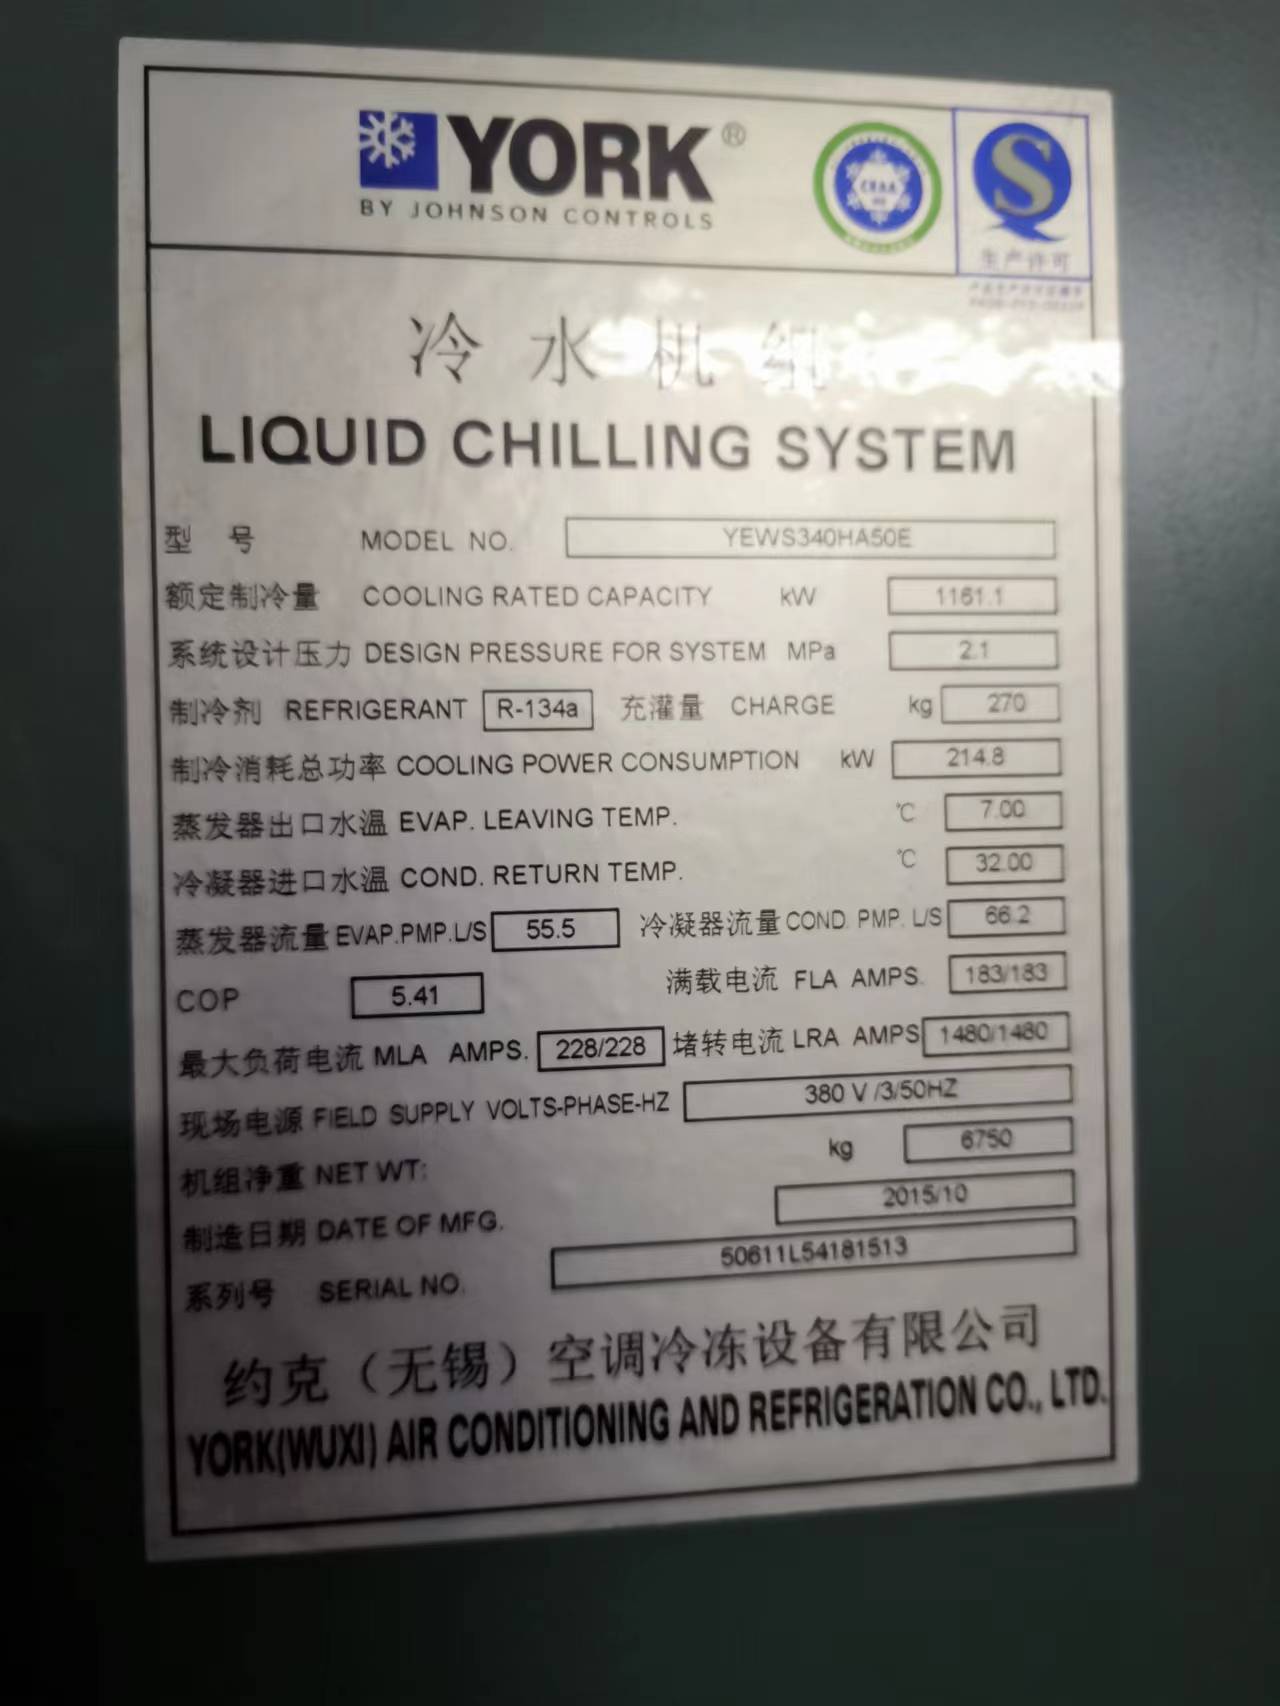 YORK®
BY JOHNSON CONTROLS
CRAA
S
生产许可
冷水机组
LIQUID CHILLING SYSTEM
型 号 MODEL NO. YEWS340HA50E
额定制冷量 COOLING RATED CAPACITY kW 1161.1
系统设计压力 DESIGN PRESSURE FOR SYSTEM MPa 2.1
制冷剂 REFRIGERANT R-134a 充灌量 CHARGE kg 270
制冷消耗总功率 COOLING POWER CONSUMPTION kW 214.8
蒸发器出口水温 EVAP. LEAVING TEMP. ℃ 7.00
冷凝器进口水温 COND. RETURN TEMP. ℃ 32.00
蒸发器流量 EVAP.PMP.L/S 55.5 冷凝器流量 COND. PMP. L/S 66.2
COP 5.41 满载电流 FLA AMPS. 183/183
最大负荷电流 MLA AMPS. 228/228 堵转电流 LRA AMPS 1480/1480
现场电源 FIELD SUPPLY VOLTS-PHASE-HZ 380 V /3/50HZ
机组净重 NET WT: kg 6750
制造日期 DATE OF MFG. 2015/10
系列号 SERIAL NO. 50611L54181513
约克（无锡）空调冷冻设备有限公司
YORK(WUXI) AIR CONDITIONING AND REFRIGERATION CO., LTD.